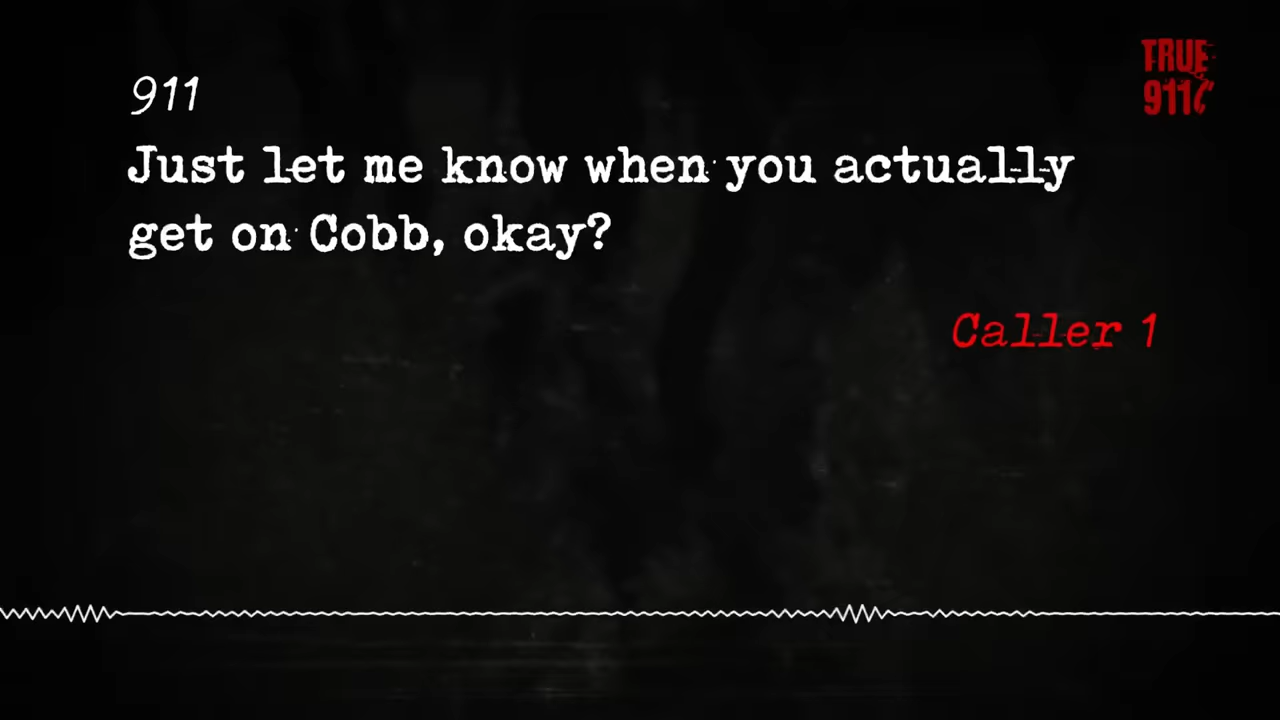 911
TRUE
911
Just let me know when you actually
get on Cobb, okay?
Caller 1